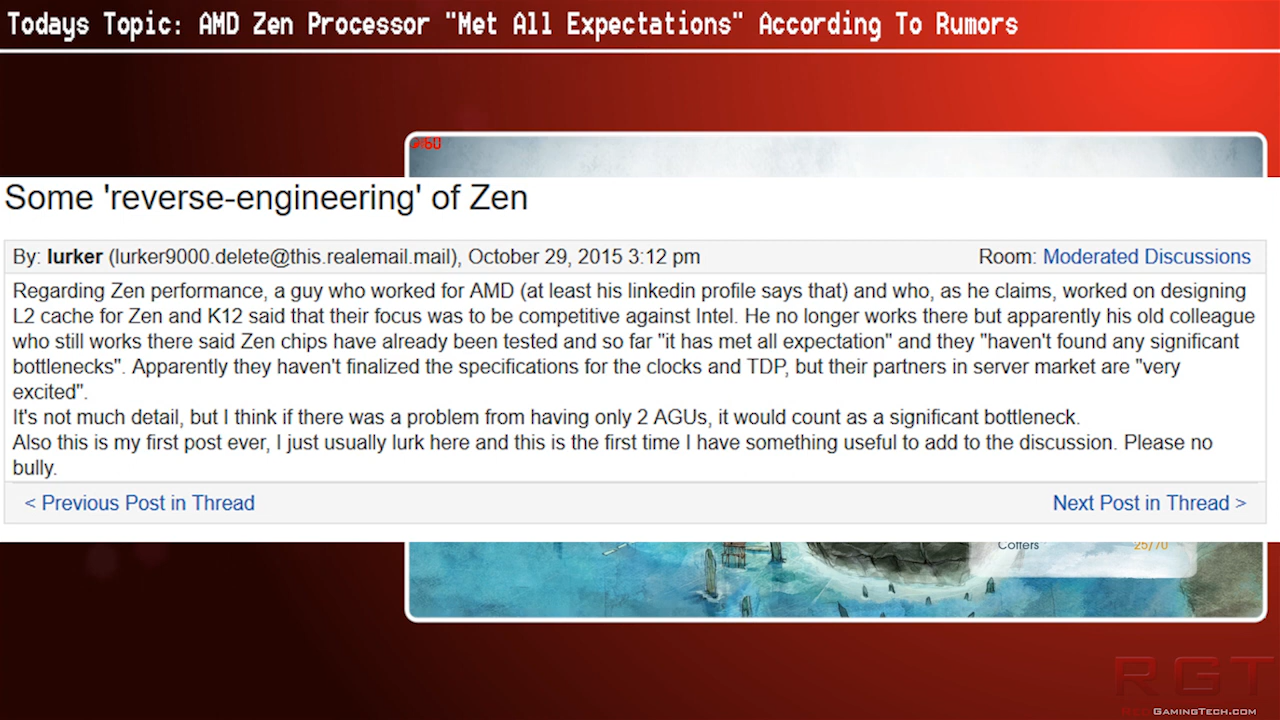 Todays Topic: AMD Zen Processor "Met All Expectations" According To Rumors
Some 'reverse-engineering' of Zen
By: lurker (lurker9000.delete@this.realemail.mail), October 29, 2015 3:12 pm Room: Moderated Discussions
Regarding Zen performance, a guy who worked for AMD (at least his linkedin profile says that) and who, as he claims, worked on designing
L2 cache for Zen and K12 said that their focus was to be competitive against Intel. He no longer works there but apparently his old colleague
who still works there said Zen chips have already been tested and so far "it has met all expectation" and they "haven't found any significant
bottlenecks". Apparently they haven't finalized the specifications for the clocks and TDP, but their partners in server market are "very
excited".
It's not much detail, but I think if there was a problem from having only 2 AGUs, it would count as a significant bottleneck.
Also this is my first post ever, I just usually lurk here and this is the first time I have something useful to add to the discussion. Please no
bully.
< Previous Post in Thread Next Post in Thread >
Coffers 25/70
RGT
REDGAMINGTECH.COM